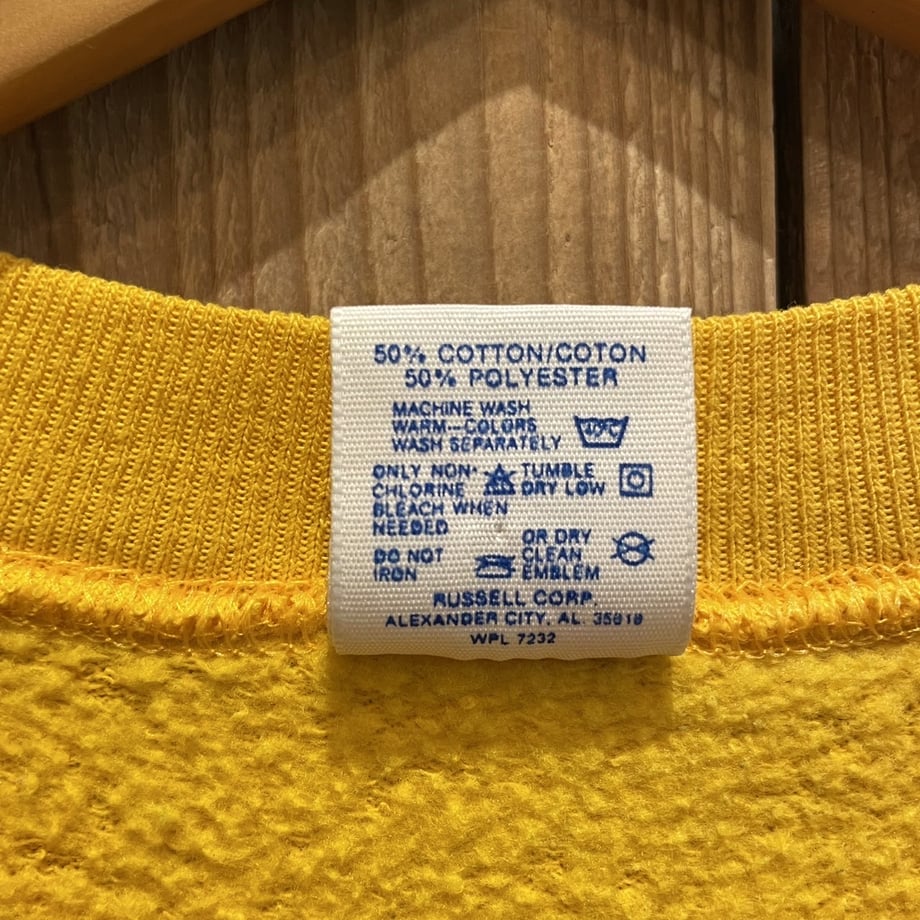 50% COTTON/COTON
50% POLYESTER
MACHINE WASH
WARM—COLORS
WASH SEPARATELY
40°C
ONLY NON-
CHLORINE
BLEACH WHEN
NEEDED
TUMBLE
DRY LOW
DO NOT
IRON
OR DRY
CLEAN
EMBLEM
RUSSELL CORP.
ALEXANDER CITY, AL 35010
WPL 7232